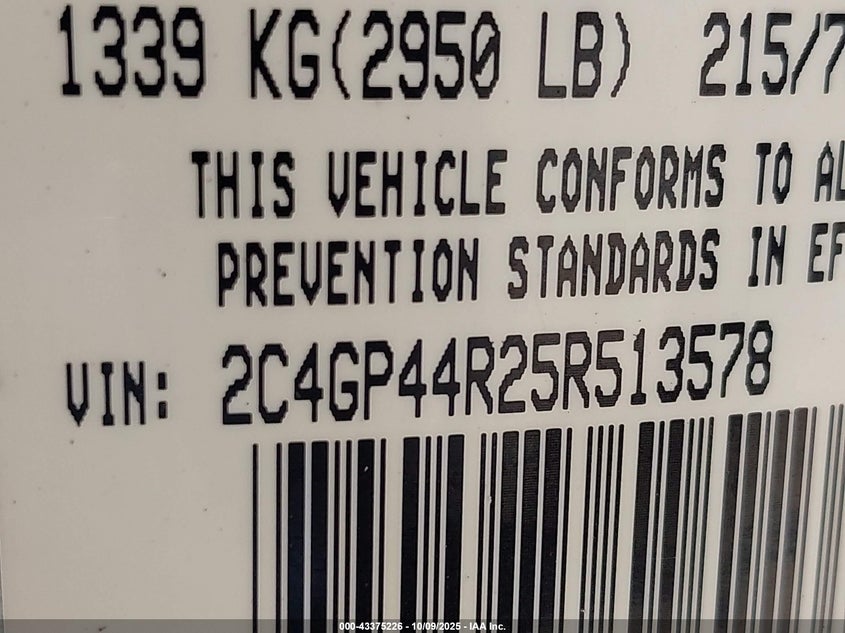 1339 KG(2950 LB) 215/7
THIS VEHICLE CONFORMS TO AL
PREVENTION STANDARDS IN EF
VIN: 2C4GP44R25R513578
000-43375226 - 10/09/2025 - IAA Inc.